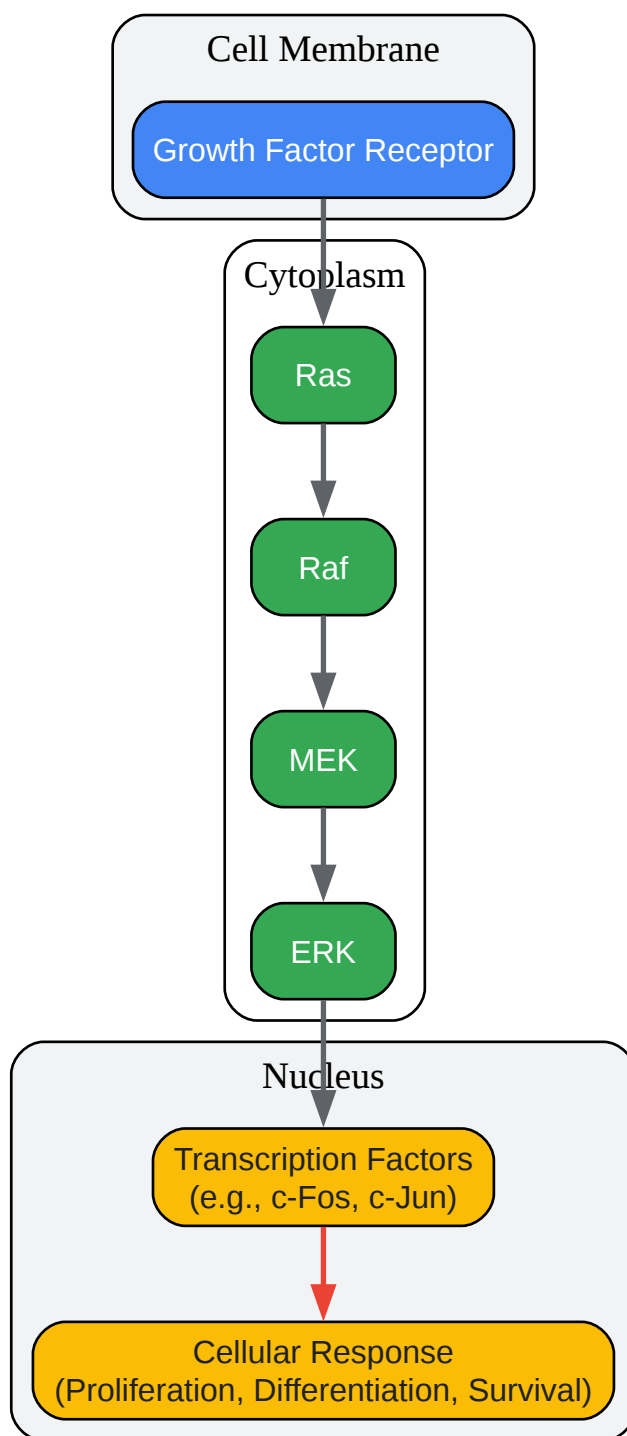 Cell Membrane
Growth Factor Receptor
Cytoplasm
Ras
Raf
MEK
ERK
Nucleus
Transcription Factors
(e.g., c-Fos, c-Jun)
Cellular Response
(Proliferation, Differentiation, Survival)